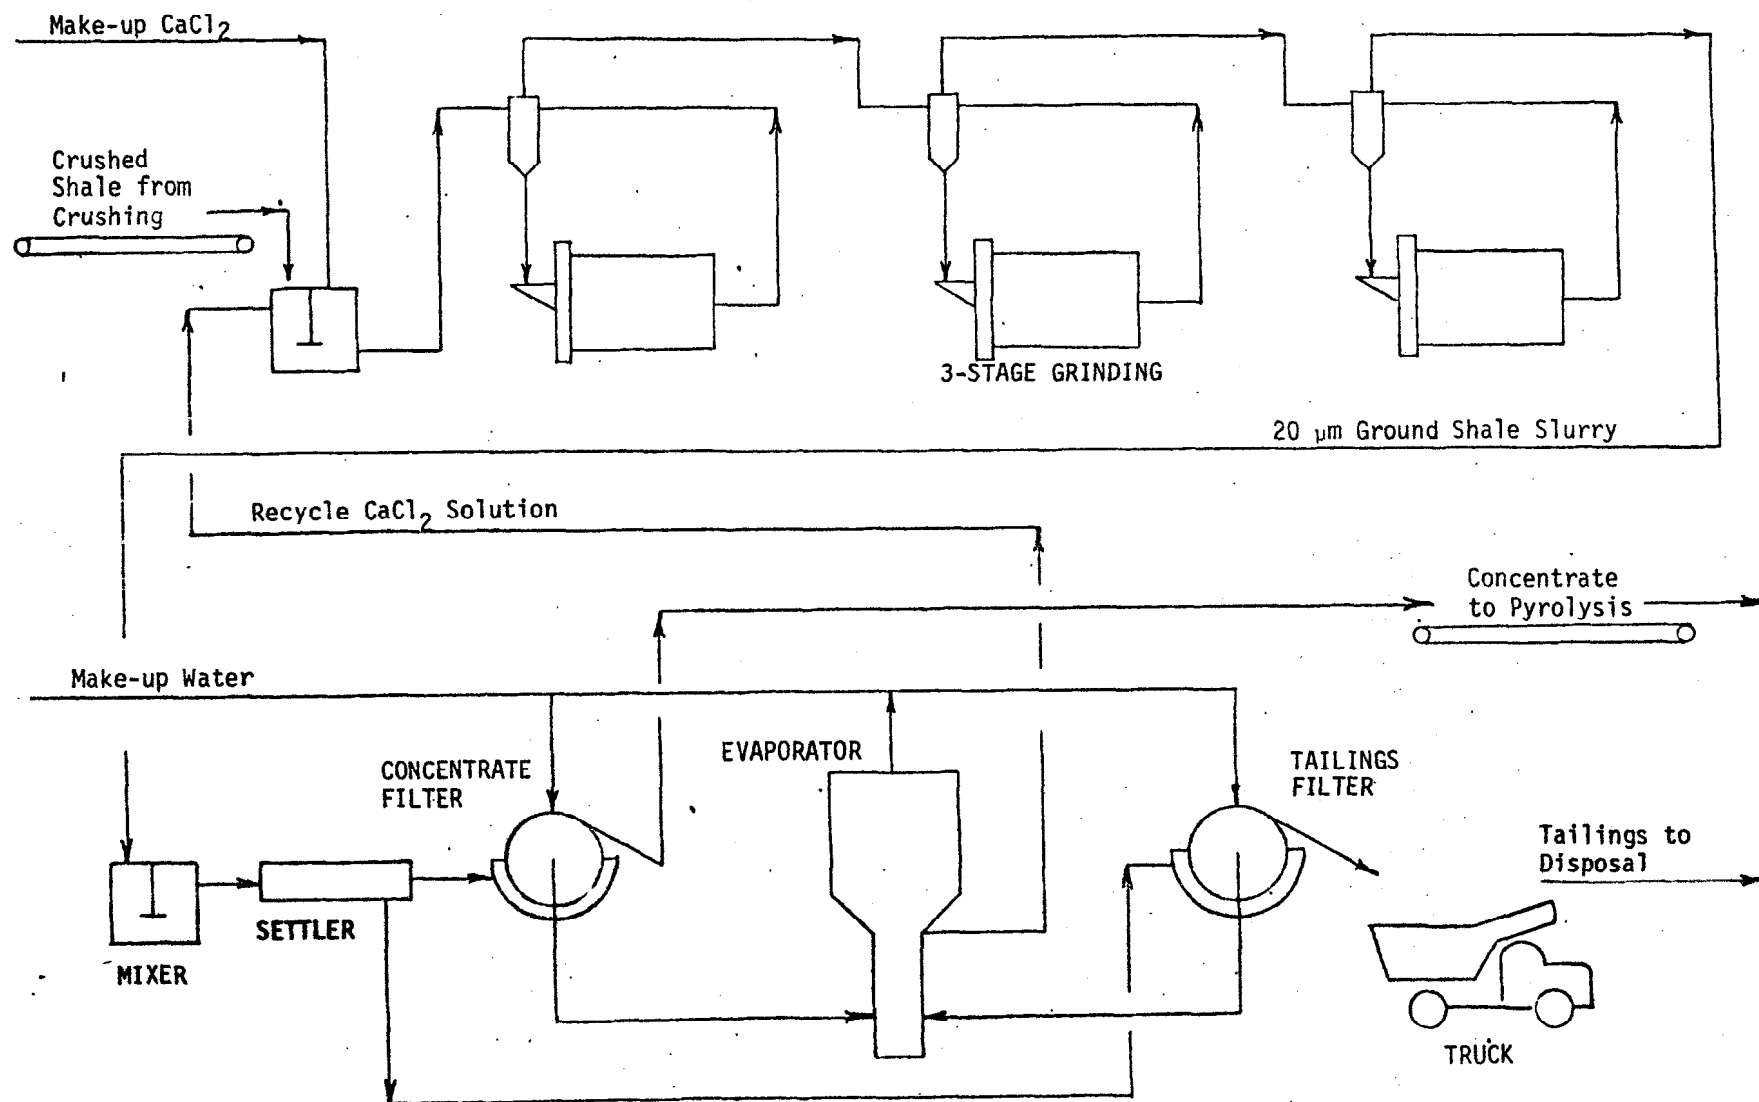 Make-up CaCl2
Crushed
Shale from
Crushing
3-STAGE GRINDING
20 µm Ground Shale Slurry
Recycle CaCl2 Solution
Concentrate
to Pyrolysis
Make-up Water
CONCENTRATE
FILTER
EVAPORATOR
TAILINGS
FILTER
Tailings to
Disposal
SETTLER
MIXER
TRUCK